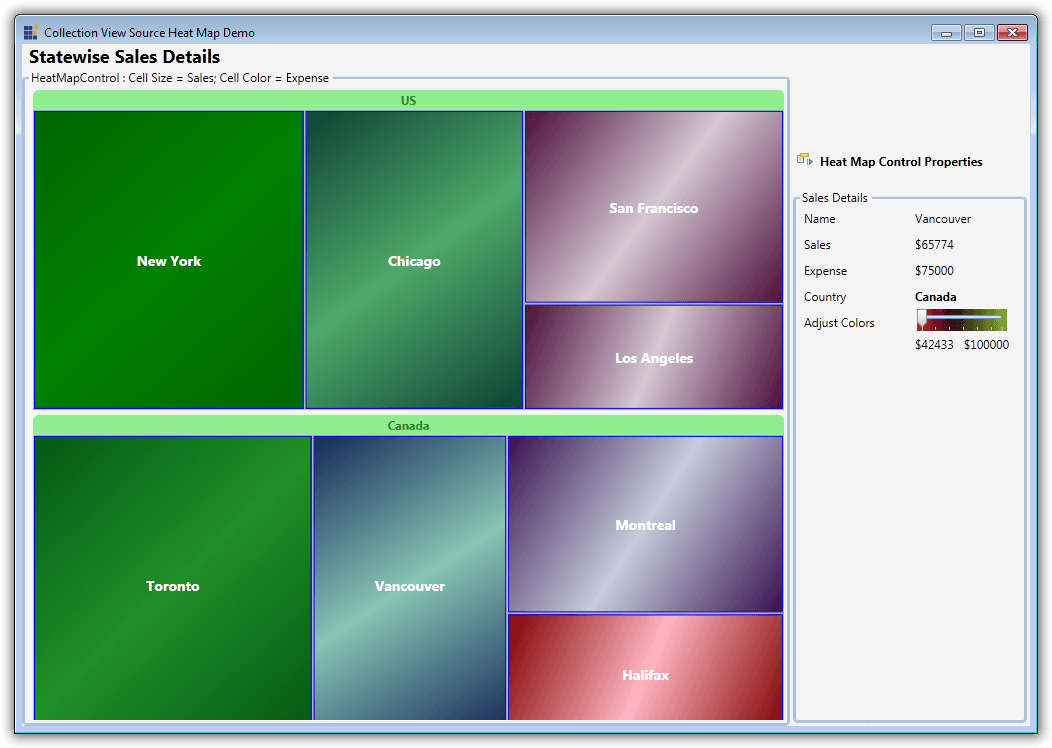 Collection View Source Heat Map Demo
Statewise Sales Details
HeatMapControl : Cell Size = Sales; Cell Color = Expense
US
New York
Chicago
San Francisco
Los Angeles
Canada
Toronto
Vancouver
Montreal
Halifax
Heat Map Control Properties
Sales Details
Name Vancouver
Sales $65774
Expense $75000
Country Canada
Adjust Colors
$42433 $100000